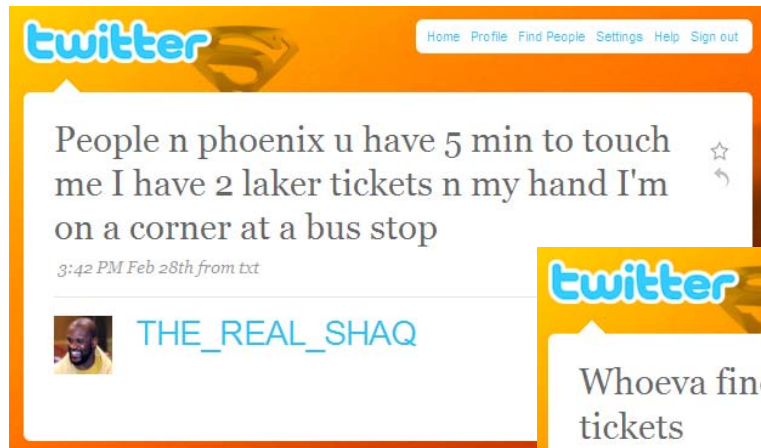 twitter
Home Profile Find People Settings Help Sign out
People n phoenix u have 5 min to touch
me I have 2 laker tickets n my hand I'm
on a corner at a bus stop
3:42 PM Feb 28th from txt
THE_REAL_SHAQ
twitter
Whoeva
tickets